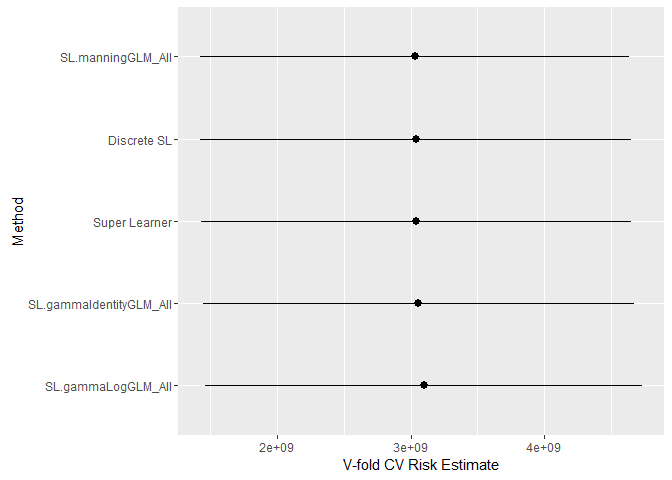 SL.manningGLM_All
Discrete SL
Super Learner
SL.gammaIdentityGLM_All
SL.gammaLogGLM_All
Method
2e+09 3e+09 4e+09
V-fold CV Risk Estimate